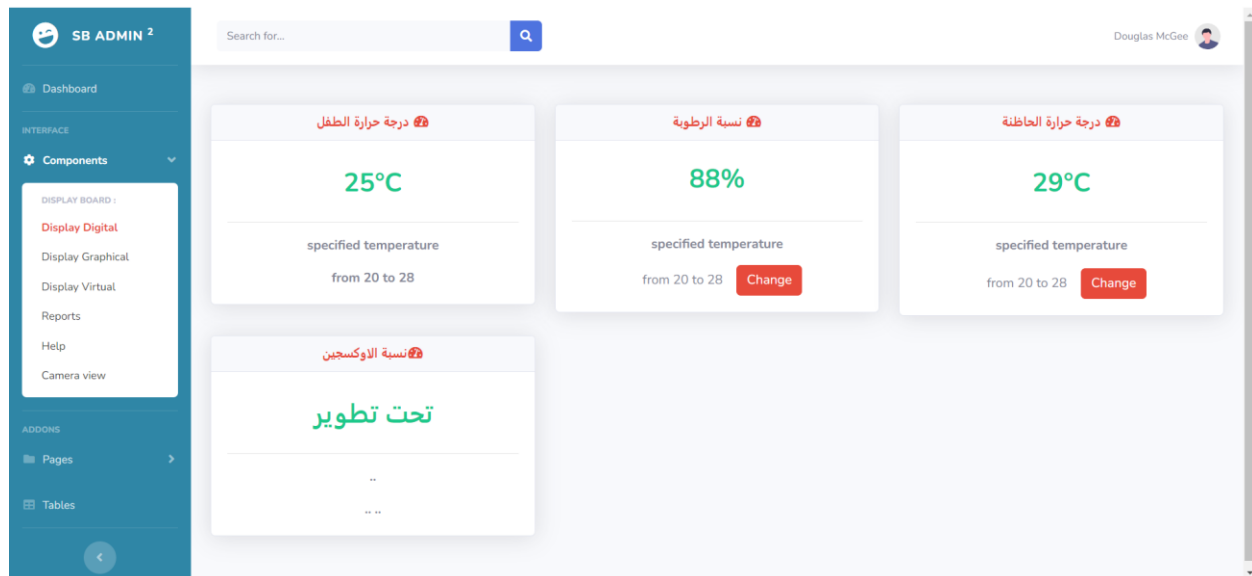 SB ADMIN 2
Search for...
Douglas McGee
Dashboard
INTERFACE
Components
DISPLAY BOARD :
Display Digital
Display Graphical
Display Virtual
Reports
Help
Camera view
ADDONS
Pages
Tables
درجة حرارة الطفل
25°C
specified temperature
from 20 to 28
نسبة الرطوبة
88%
specified temperature
from 20 to 28 Change
درجة حرارة الحاظنة
29°C
specified temperature
from 20 to 28 Change
نسبة الاوكسجين
تحت تطوير
..
.. ..